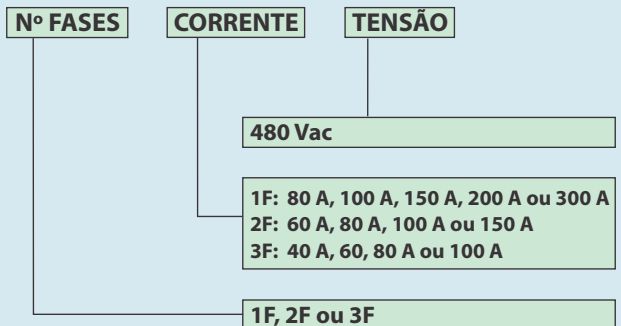 Nº FASES CORRENTE TENSÃO
480 Vac
1F: 80 A, 100 A, 150 A, 200 A ou 300 A
2F: 60 A, 80 A, 100 A ou 150 A
3F: 40 A, 60, 80 A ou 100 A
1F, 2F ou 3F